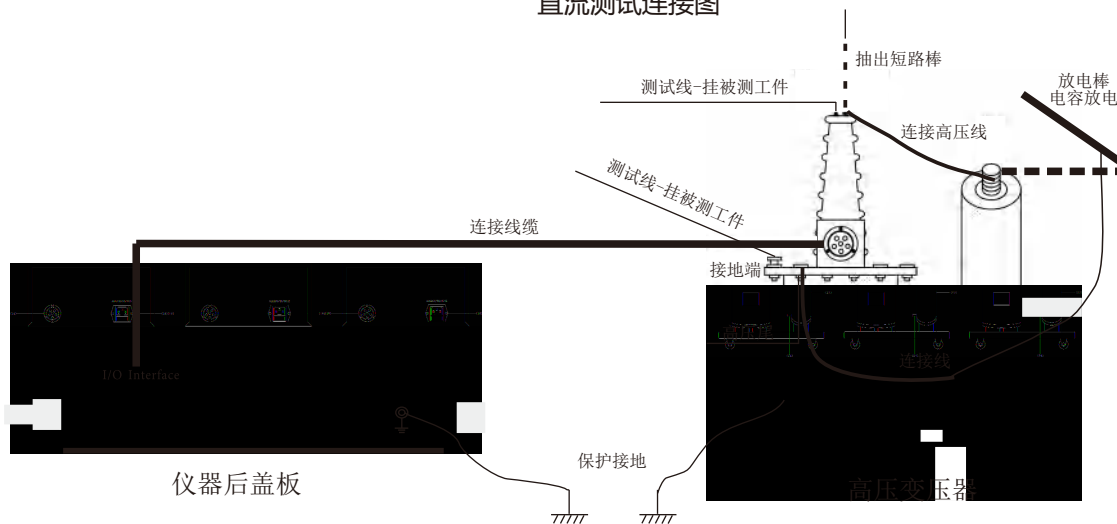 直流测试连接图
抽出短路棒
测试线-挂被测工件
放电棒
电容放电
连接高压线
测试线-挂被测工件
连接线缆
接地端
连接线
I/O Interface
保护接地
仪器后盖板
高压变压器